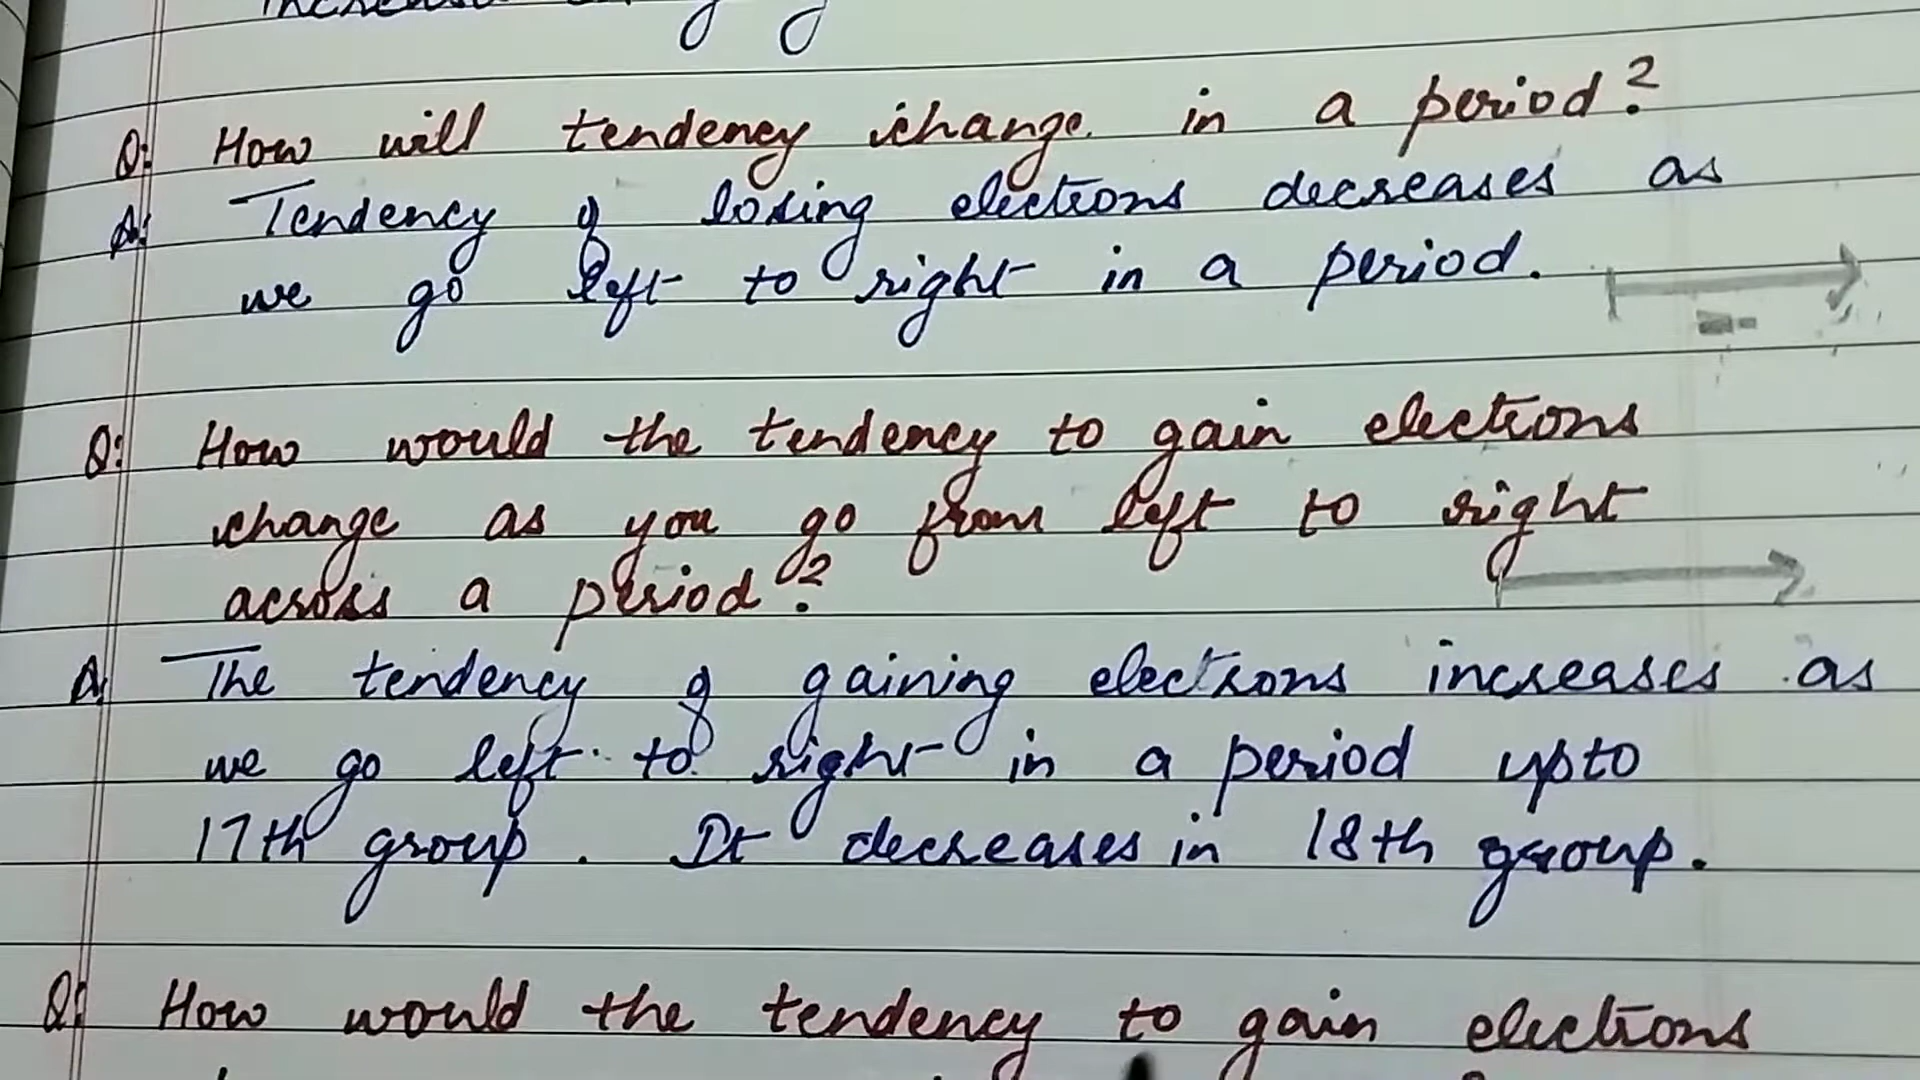 Q: How will tendency change in a period?
A: Tendency of losing electrons decreases as
we go left to right in a period.
Q: How would the tendency to gain electrons
change as you go from left to right
across a period?
A: The tendency of gaining electrons increases as
we go left to right in a period upto
17th group. It decreases in 18th group.
Q: How would the tendency to gain electrons